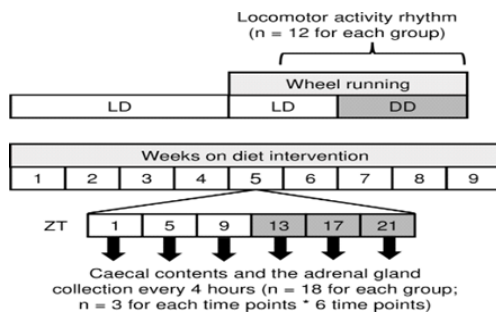 Locomotor activity rhythm
(n = 12 for each group)
Wheel running
LD LD DD
Weeks on diet intervention
1 2 3 4 5 6 7 8 9
ZT 1 5 9 13 17 21
Caecal contents and the adrenal gland
collection every 4 hours (n = 18 for each group;
n = 3 for each time points * 6 time points)